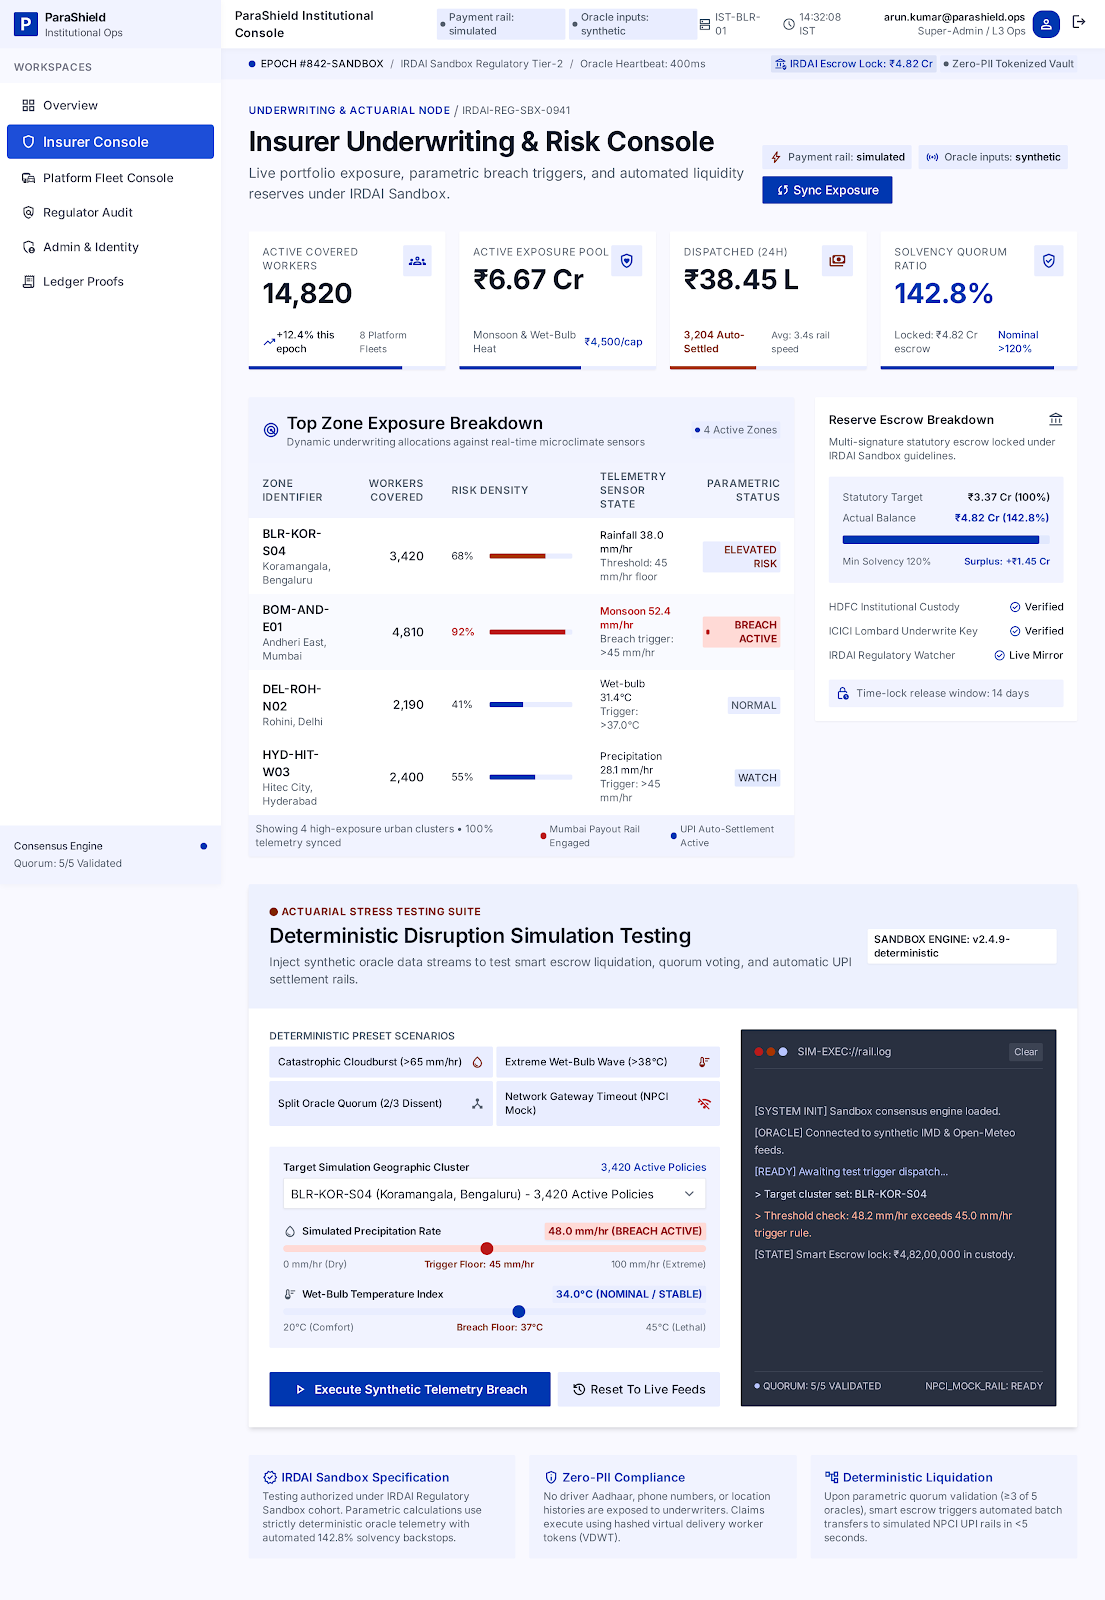 P
ParaShield
Institutional Ops
WORKSPACES
Overview
Insurer Console
Platform Fleet Console
Regulator Audit
Admin & Identity
Ledger Proofs
Consensus Engine
Quorum: 5/5 Validated
ParaShield Institutional
Console
Payment rail:
simulated
Oracle inputs:
synthetic
IST-BLR-
01
14:32:08
IST
arun.kumar@parashield.ops
Super-Admin / L3 Ops
EPOCH #842-SANDBOX / IRDAI Sandbox Regulatory Tier-2 / Oracle Heartbeat: 400ms
IRDAI Escrow Lock: ₹4.82 Cr
Zero-PII Tokenized Vault
UNDERWRITING & ACTUARIAL NODE / IRDAI-REG-SBX-0941
Insurer Underwriting & Risk Console
Live portfolio exposure, parametric breach triggers, and automated liquidity
reserves under IRDAI Sandbox.
Payment rail: simulated
Oracle inputs: synthetic
Sync Exposure
ACTIVE COVERED
WORKERS
14,820
+12.4% this
epoch
8 Platform
Fleets
ACTIVE EXPOSURE POOL
₹6.67 Cr
Monsoon & Wet-Bulb
Heat
₹4,500/cap
DISPATCHED (24H)
₹38.45 L
3,204 Auto-
Settled
Avg: 3.4s rail
speed
SOLVENCY QUORUM
RATIO
142.8%
Locked: ₹4.82 Cr
escrow
Nominal
>120%
Top Zone Exposure Breakdown
Dynamic underwriting allocations against real-time microclimate sensors
4 Active Zones
ZONE
IDENTIFIER
WORKERS
COVERED
RISK DENSITY
TELEMETRY
SENSOR
STATE
PARAMETRIC
STATUS
BLR-KOR-
S04
Koramangala,
Bengaluru
3,420
68%
Rainfall 38.0
mm/hr
Threshold: 45
mm/hr floor
ELEVATED
RISK
BOM-AND-
E01
Andheri East,
Mumbai
4,810
92%
Monsoon 52.4
mm/hr
Breach trigger:
>45 mm/hr
BREACH
ACTIVE
DEL-ROH-
N02
Rohini, Delhi
2,190
41%
Wet-bulb
31.4°C
Trigger:
>37.0°C
NORMAL
HYD-HIT-
W03
Hitec City,
Hyderabad
2,400
55%
Precipitation
28.1 mm/hr
Trigger: >45
mm/hr
WATCH
Showing 4 high-exposure urban clusters • 100%
telemetry synced
Mumbai Payout Rail
Engaged
UPI Auto-Settlement
Active
Reserve Escrow Breakdown
Multi-signature statutory escrow locked under
IRDAI Sandbox guidelines.
Statutory Target
₹3.37 Cr (100%)
Actual Balance
₹4.82 Cr (142.8%)
Min Solvency 120%
Surplus: +₹1.45 Cr
HDFC Institutional Custody
Verified
ICICI Lombard Underwrite Key
Verified
IRDAI Regulatory Watcher
Live Mirror
Time-lock release window: 14 days
ACTUARIAL STRESS TESTING SUITE
Deterministic Disruption Simulation Testing
Inject synthetic oracle data streams to test smart escrow liquidation, quorum voting, and automatic UPI
settlement rails.
SANDBOX ENGINE: v2.4.9-
deterministic
DETERMINISTIC PRESET SCENARIOS
Catastrophic Cloudburst (>65 mm/hr)
Extreme Wet-Bulb Wave (>38°C)
Split Oracle Quorum (2/3 Dissent)
Network Gateway Timeout (NPCI
Mock)
Target Simulation Geographic Cluster
3,420 Active Policies
BLR-KOR-S04 (Koramangala, Bengaluru) - 3,420 Active Policies
Simulated Precipitation Rate
48.0 mm/hr (BREACH ACTIVE)
0 mm/hr (Dry)
Trigger Floor: 45 mm/hr
100 mm/hr (Extreme)
Wet-Bulb Temperature Index
34.0°C (NOMINAL / STABLE)
20°C (Comfort)
Breach Floor: 37°C
45°C (Lethal)
Execute Synthetic Telemetry Breach
Reset To Live Feeds
SIM-EXEC://rail.log
Clear
[SYSTEM INIT] Sandbox consensus engine loaded.
[ORACLE] Connected to synthetic IMD & Open-Meteo
feeds.
[READY] Awaiting test trigger dispatch...
> Target cluster set: BLR-KOR-S04
> Threshold check: 48.2 mm/hr exceeds 45.0 mm/hr
trigger rule.
[STATE] Smart Escrow lock: ₹4,82,00,000 in custody.
QUORUM: 5/5 VALIDATED
NPCI_MOCK_RAIL: READY
IRDAI Sandbox Specification
Testing authorized under IRDAI Regulatory
Sandbox cohort. Parametric calculations use
strictly deterministic oracle telemetry with
automated 142.8% solvency backstops.
Zero-PII Compliance
No driver Aadhaar, phone numbers, or location
histories are exposed to underwriters. Claims
execute using hashed virtual delivery worker
tokens (VDWT).
Deterministic Liquidation
Upon parametric quorum validation (≥3 of 5
oracles), smart escrow triggers automated batch
transfers to simulated NPCI UPI rails in <5
seconds.